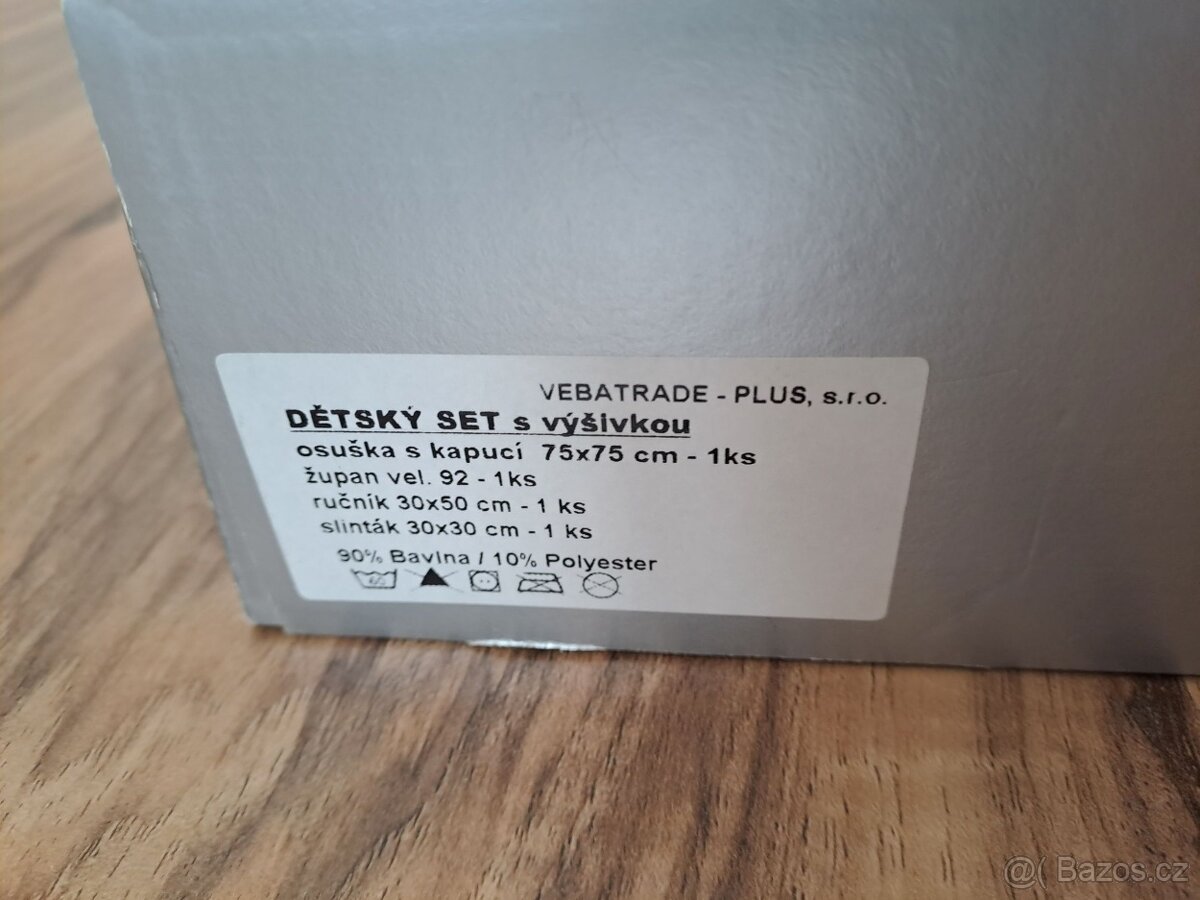 VEBATRADE - PLUS, s.r.o.
DĚTSKÝ SET s výšivkou
osuška s kapucí 75x75 cm - 1ks
župan vel. 92 - 1ks
ručník 30x50 cm - 1 ks
slinták 30x30 cm - 1 ks
90% Bavlna / 10% Polyester
60
@( Bazos.cz